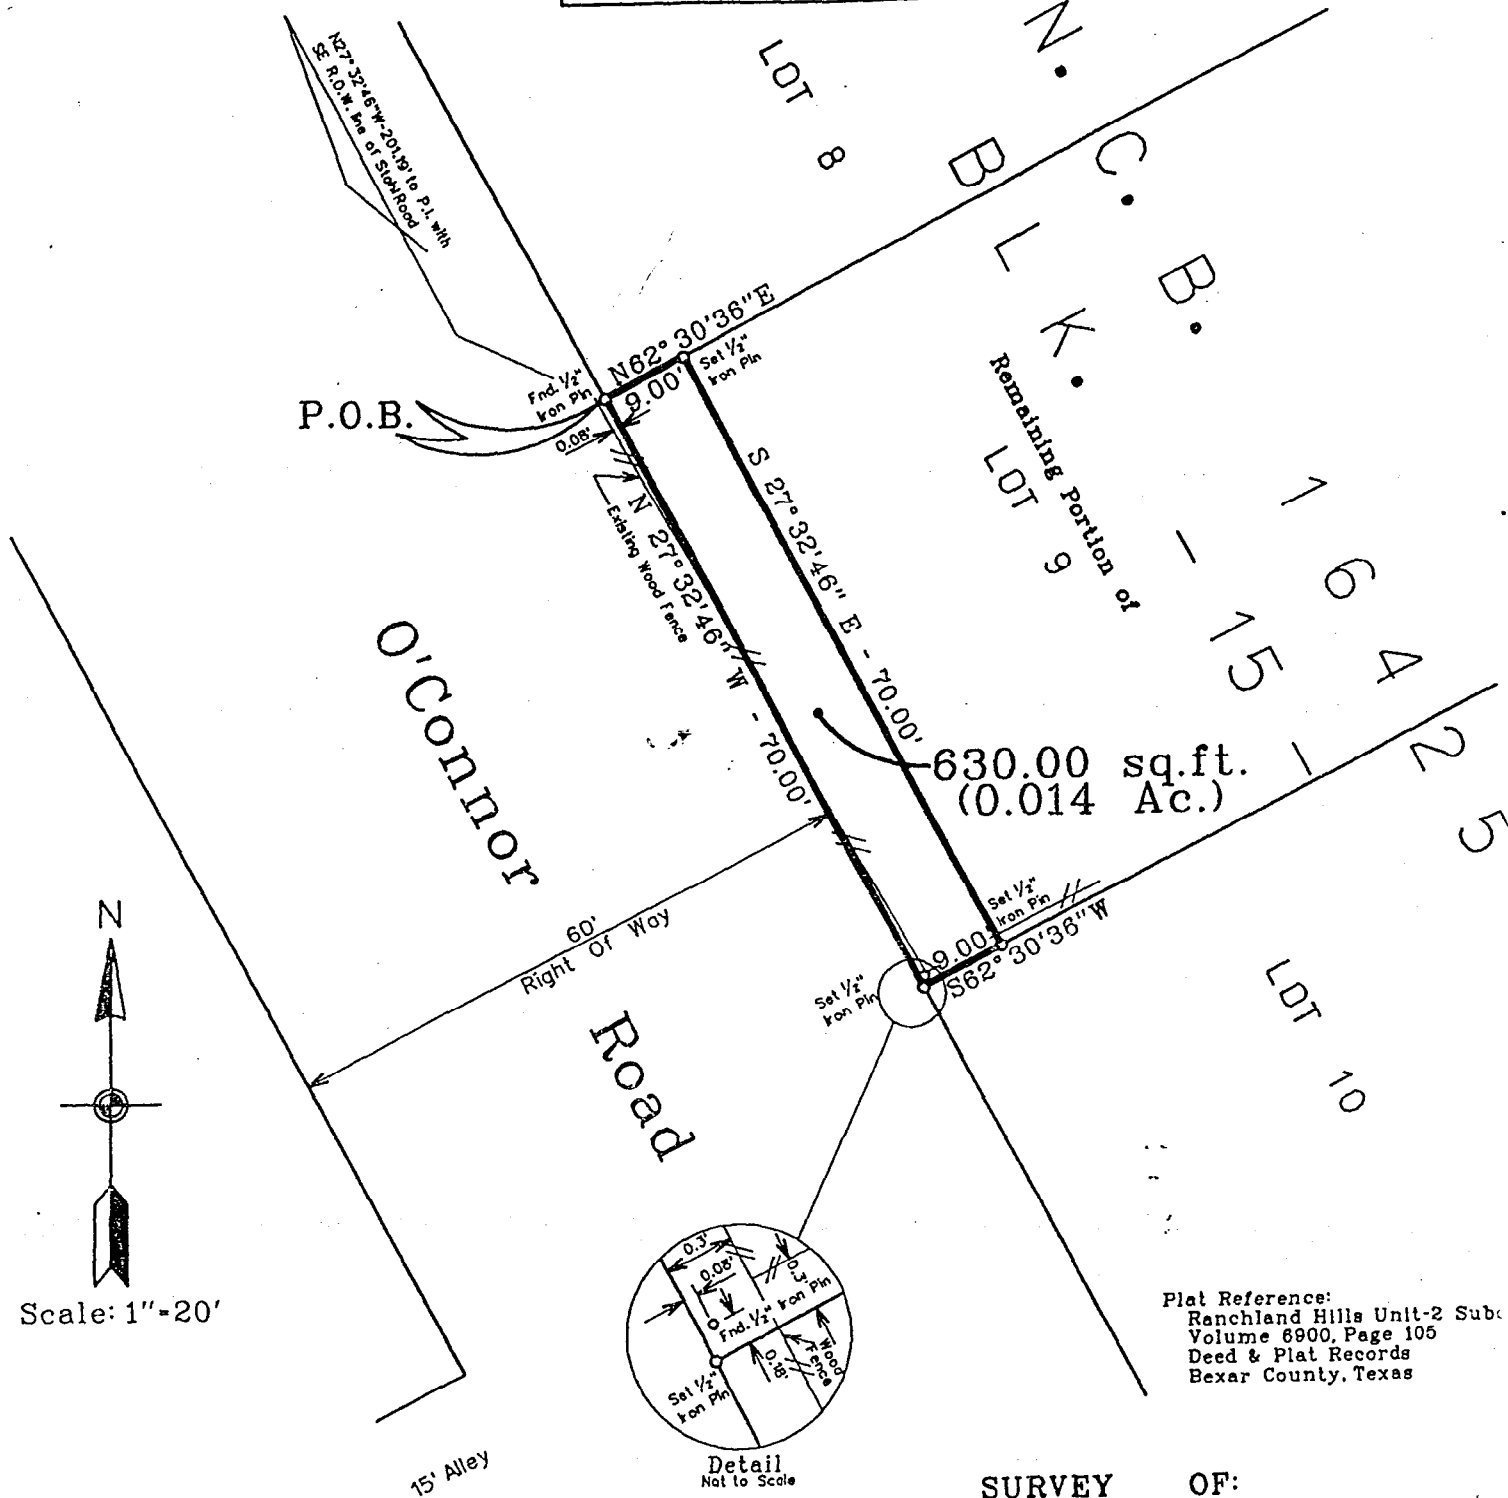 N27°32'46"W-201.19' to P.I. with
SE R.O.W. line of Stahl Road
LOT 8
N. C. B. 16425
BLK. - 15 -
Remaining Portion of
LOT 9
N62°30'36"E
9.00'
Set 1/2"
Iron Pin
Fnd. 1/2"
Iron Pin
P.O.B.
0.08'
Existing Wood Fence
N 27°32'46" W - 70.00'
S 27°32'46" E - 70.00'
630.00 sq.ft.
(0.014 Ac.)
O'Connor
Road
60'
Right Of Way
Set 1/2"
Iron Pin
9.00'
S62°30'36"W
Set 1/2"
Iron Pin
LOT 10
N
Scale: 1"=20'
0.3'
0.08'
0.3'
Fnd. 1/2" Iron Pin
0.18'
Wood
Fence
Set 1/2"
Iron Pin
Detail
Not to Scale
15' Alley
Plat Reference:
Ranchland Hills Unit-2
Volume 6900, Page 105
Deed & Plat Records
Bexar County, Texas
SURVEY OF: